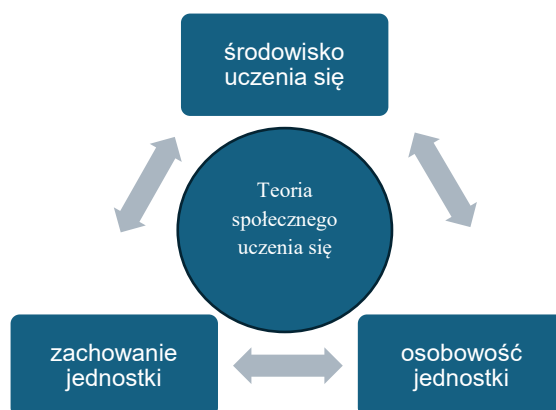 środowisko
uczenia się
Teoria
społecznego
uczenia się
zachowanie
jednostki
osobowość
jednostki